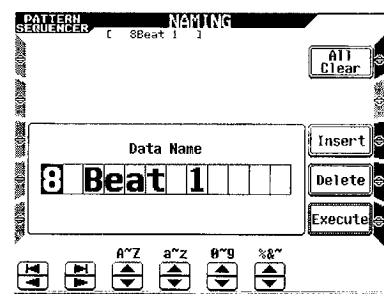 PATTERN SEQUENCER
NAMING
[ 8Beat 1 ]
All Clear
Data Name
8 Beat 1
Insert
Delete
Execute
A~Z a~z 0~9 %&~